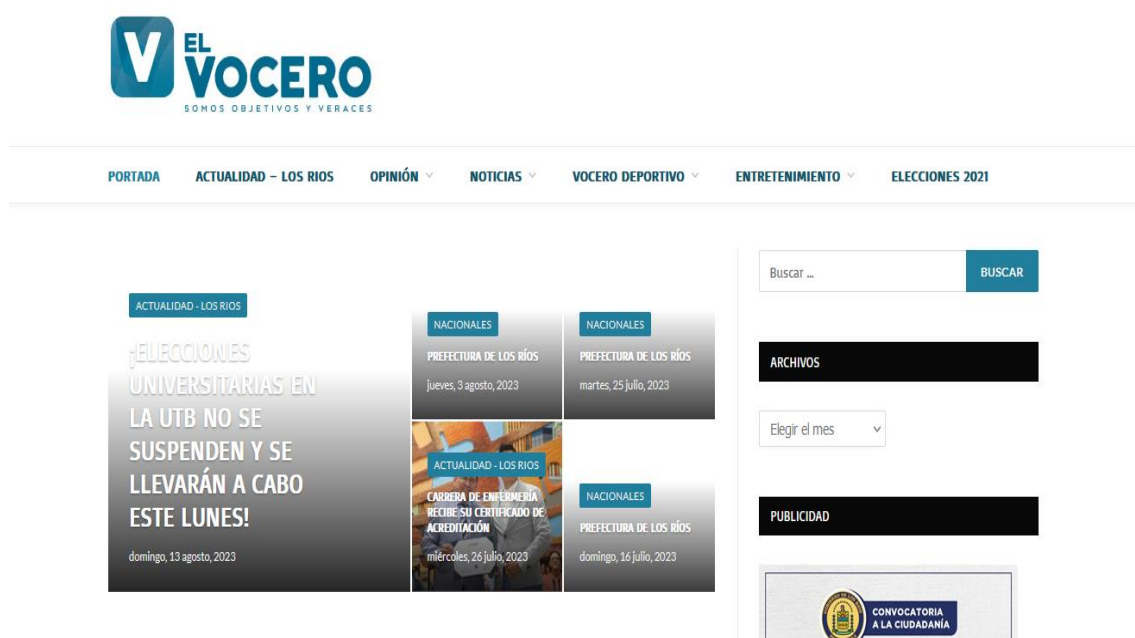 V EL
VOCERO
SOMOS OBJETIVOS Y VERACES
PORTADA
ACTUALIDAD – LOS RIOS
OPINIÓN
NOTICIAS
VOCERO DEPORTIVO
ENTRETENIMIENTO
ELECCIONES 2021
ACTUALIDAD - LOS RIOS
¡ELECCIONES
UNIVERSITARIAS EN
LA UTB NO SE
SUSPENDEN Y SE
LLEVARÁN A CABO
ESTE LUNES!
domingo, 13 agosto, 2023
NACIONALES
PREFECTURA DE LOS RÍOS
jueves, 3 agosto, 2023
NACIONALES
PREFECTURA DE LOS RÍOS
martes, 25 julio, 2023
ACTUALIDAD - LOS RIOS
CARRERA DE ENFERMERÍA
RECIBE SU CERTIFICADO DE
ACREDITACIÓN
miércoles, 26 julio, 2023
NACIONALES
PREFECTURA DE LOS RÍOS
domingo, 16 julio, 2023
Buscar ...
BUSCAR
ARCHIVOS
Elegir el mes
PUBLICIDAD
CONVOCATORIA
A LA CIUDADANÍA